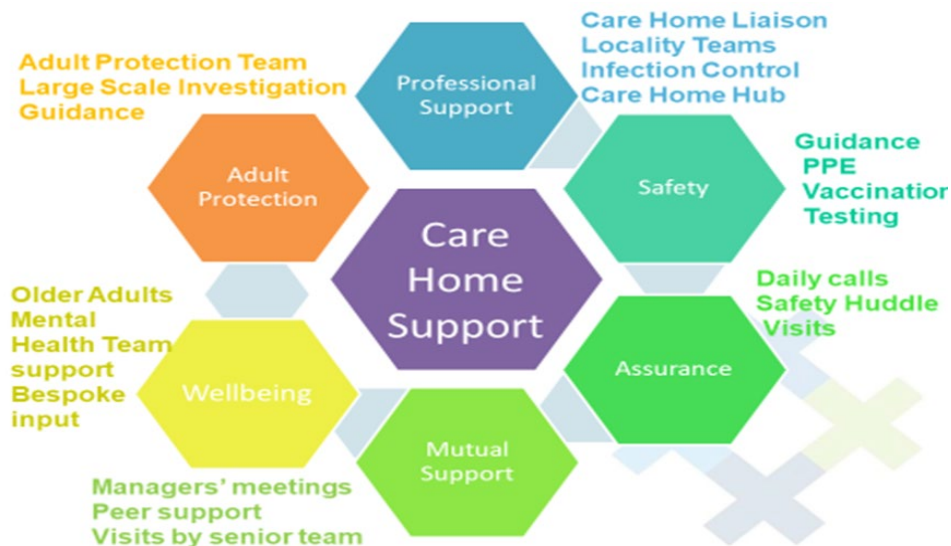 Care Home Liaison
Locality Teams
Infection Control
Care Home Hub
Professional
Support
Adult Protection Team
Large Scale Investigation
Guidance
Adult
Protection
Safety
Guidance
PPE
Vaccination
Testing
Care
Home
Support
Daily calls
Safety Huddle
Visits
Assurance
Older Adults
Mental
Health Team
support
Bespoke
input
Wellbeing
Mutual
Support
Managers’ meetings
Peer support
Visits by senior team